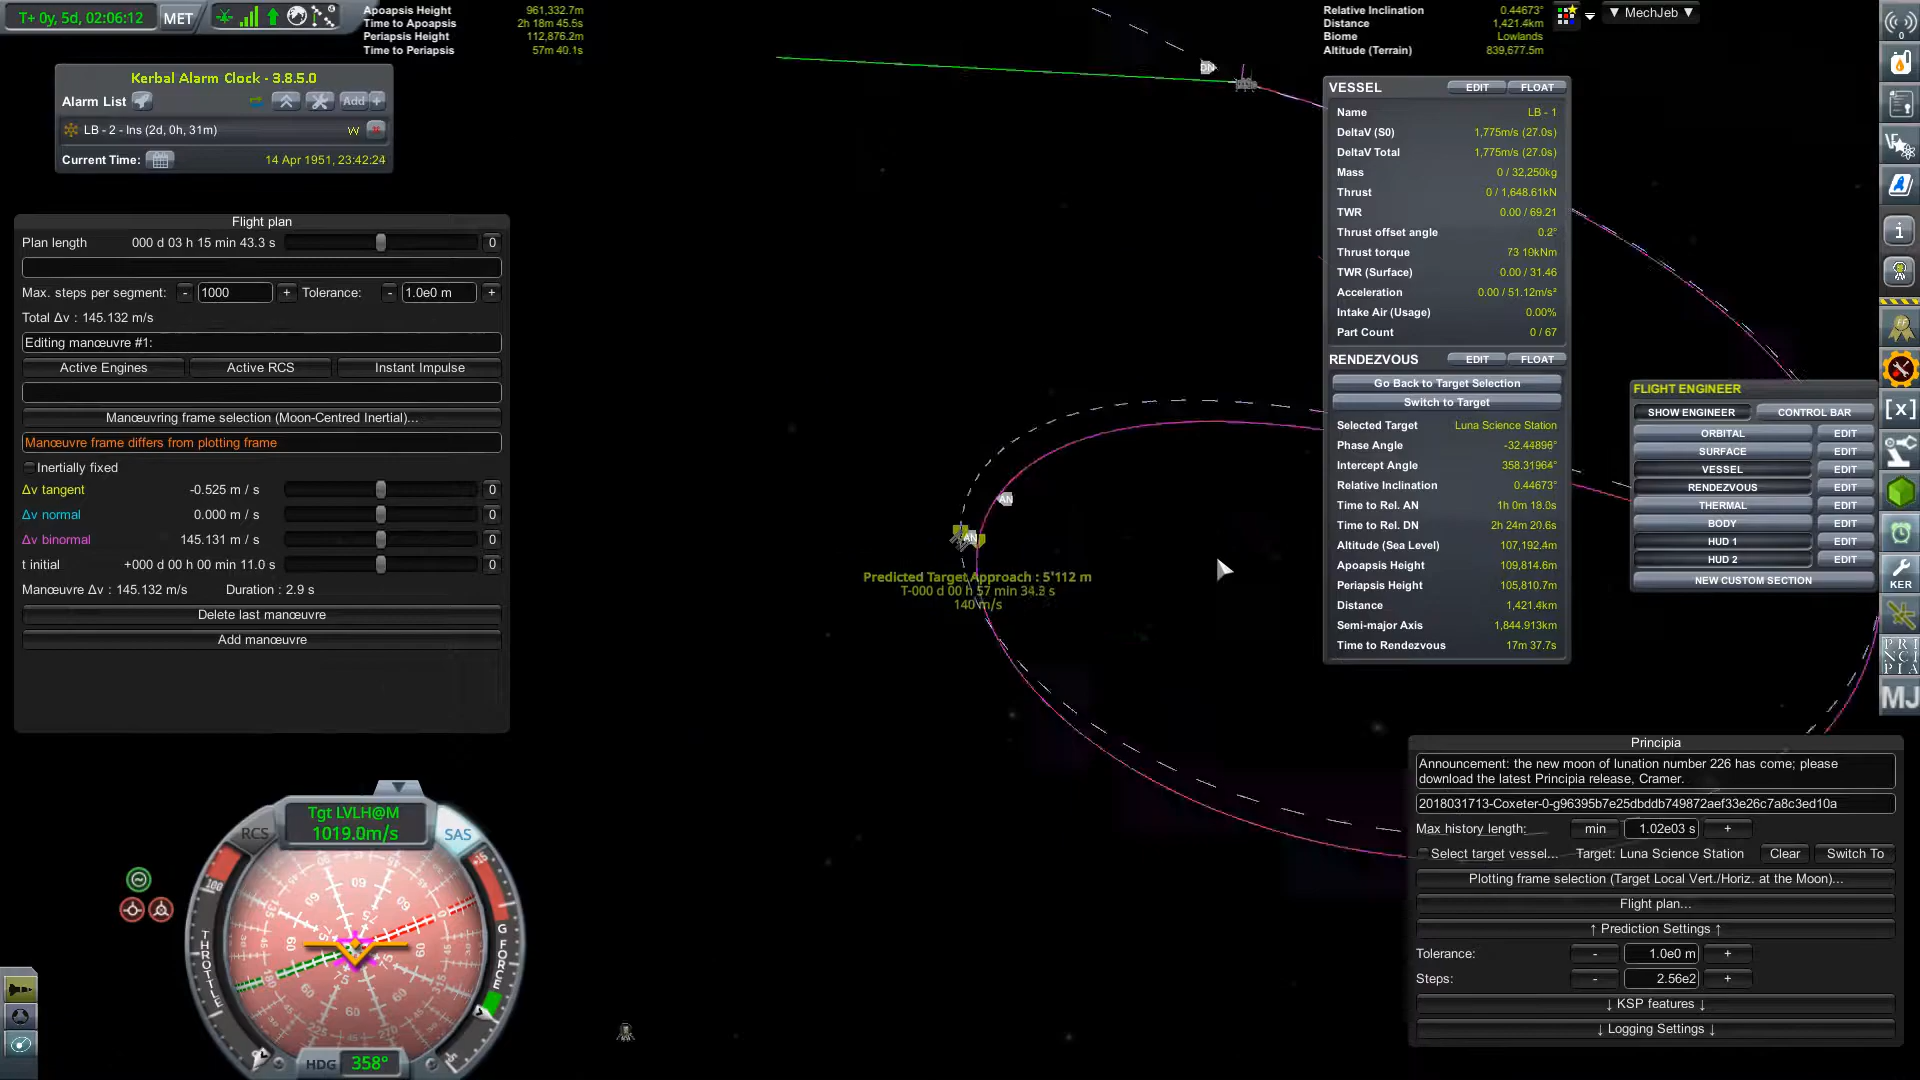 T+ 0y, 5d, 02:06:12
MET
Apoapsis Height 961,332.7m
Time to Apoapsis 2h 18m 45.5s
Periapsis Height 112,876.2m
Time to Periapsis 57m 40.1s
Relative Inclination 0.44673°
Distance 1,421.4km
Biome Lowlands
Altitude (Terrain) 839,677.5m
▼ MechJeb ▼
Kerbal Alarm Clock - 3.8.5.0
Alarm List Add +
LB - 2 - Ins (2d, 0h, 31m) W
Current Time: 14 Apr 1951, 23:42:24
Flight plan
Plan length 000 d 03 h 15 min 43.3 s 0
Max. steps per segment: - 1000 + Tolerance: - 1.0e0 m +
Total Δv : 145.132 m/s
Editing manœuvre #1:
Active Engines Active RCS Instant Impulse
Manœuvring frame selection (Moon-Centred Inertial)...
Manœuvre frame differs from plotting frame
Inertially fixed
Δv tangent -0.525 m / s 0
Δv normal 0.000 m / s 0
Δv binormal 145.131 m / s 0
t initial +000 d 00 h 00 min 11.0 s 0
Manœuvre Δv : 145.132 m/s Duration : 2.9 s
Delete last manœuvre
Add manœuvre
DN
AN
AN
Predicted Target Approach : 5'112 m
T-000 d 00 h 57 min 34.3 s
140 m/s
VESSEL EDIT FLOAT
Name LB - 1
DeltaV (S0) 1,775m/s (27.0s)
DeltaV Total 1,775m/s (27.0s)
Mass 0 / 32,250kg
Thrust 0 / 1,648.61kN
TWR 0.00 / 69.21
Thrust offset angle 0.2°
Thrust torque 73.19kNm
TWR (Surface) 0.00 / 31.46
Acceleration 0.00 / 51.12m/s²
Intake Air (Usage) 0.00%
Part Count 0 / 67
RENDEZVOUS EDIT FLOAT
Go Back to Target Selection
Switch to Target
Selected Target Luna Science Station
Phase Angle -32.44896°
Intercept Angle 358.31964°
Relative Inclination 0.44673°
Time to Rel. AN 1h 0m 18.0s
Time to Rel. DN 2h 24m 20.6s
Altitude (Sea Level) 107,192.4m
Apoapsis Height 109,814.6m
Periapsis Height 105,810.7m
Distance 1,421.4km
Semi-major Axis 1,844.913km
Time to Rendezvous 17m 37.7s
FLIGHT ENGINEER
SHOW ENGINEER CONTROL BAR
ORBITAL EDIT
SURFACE EDIT
VESSEL EDIT
RENDEZVOUS EDIT
THERMAL EDIT
BODY EDIT
HUD 1 EDIT
HUD 2 EDIT
NEW CUSTOM SECTION
KER
PRINCIPIA
MJ
Principia
Announcement: the new moon of lunation number 226 has come; please
download the latest Principia release, Cramer.
2018031713-Coxeter-0-g96395b7e25dbddb749872aef33e26c7a8c3ed10a
Max history length: min 1.02e03 s +
Select target vessel... Target: Luna Science Station Clear Switch To
Plotting frame selection (Target Local Vert./Horiz. at the Moon)...
Flight plan...
↑ Prediction Settings ↑
Tolerance: - 1.0e0 m +
Steps: - 2.56e2 +
↓ KSP features ↓
↓ Logging Settings ↓
Tgt LVLH@M
1019.0m/s
RCS
SAS
THROTTLE
G FORCE
HDG 358°